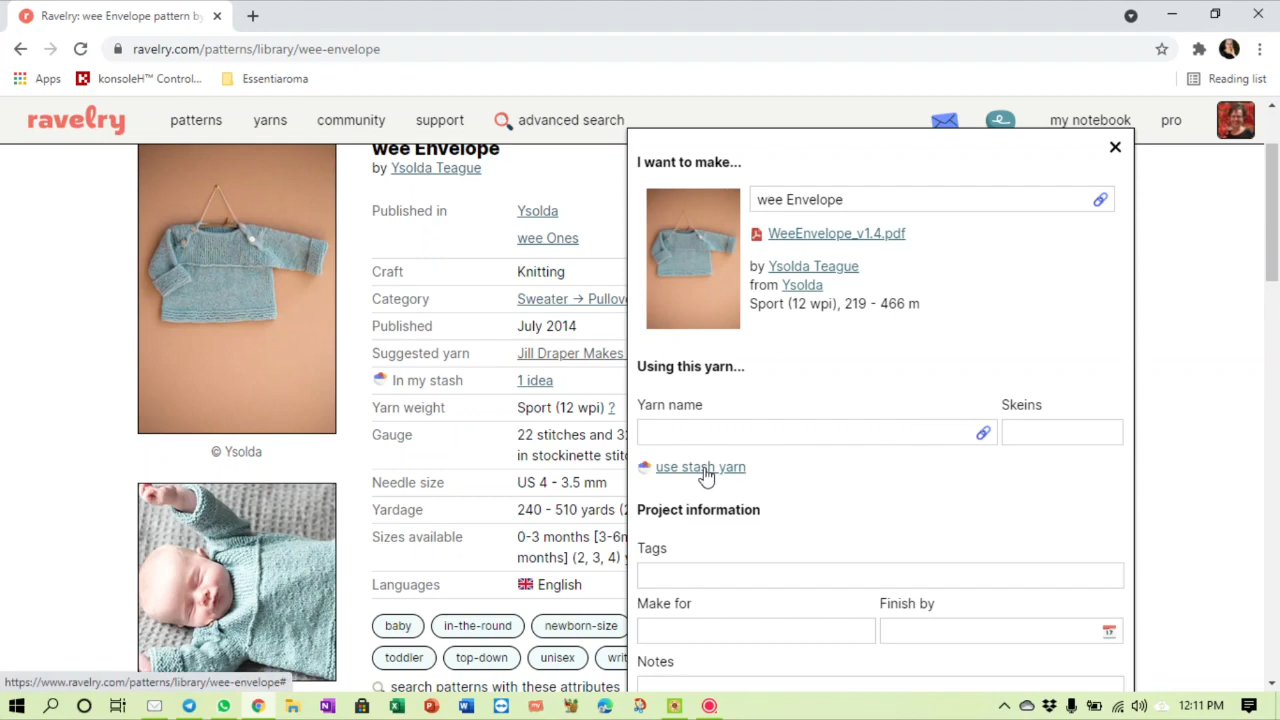 Ravelry: wee Envelope pattern by
ravelry.com/patterns/library/wee-envelope
Apps
konsoleH™ Control...
Essentiaroma
Reading list
ravelry
patterns
yarns
community
support
advanced search
my notebook
pro
wee Envelope
by Ysolda Teague
Published in Ysolda
wee Ones
Craft Knitting
Category Sweater → Pullov
Published July 2014
Suggested yarn Jill Draper Makes
In my stash 1 idea
Yarn weight Sport (12 wpi) ?
Gauge 22 stitches and 3
in stockinette stit
Needle size US 4 - 3.5 mm
Yardage 240 - 510 yards (2
Sizes available 0-3 months [3-6m
months] (2, 3, 4) y
Languages English
baby
in-the-round
newborn-size
toddler
top-down
unisex
writ
search patterns with these attributes
© Ysolda
I want to make...
wee Envelope
WeeEnvelope_v1.4.pdf
by Ysolda Teague
from Ysolda
Sport (12 wpi), 219 - 466 m
Using this yarn...
Yarn name
Skeins
use stash yarn
Project information
Tags
Make for
Finish by
Notes
https://www.ravelry.com/patterns/library/wee-envelope#
12:11 PM